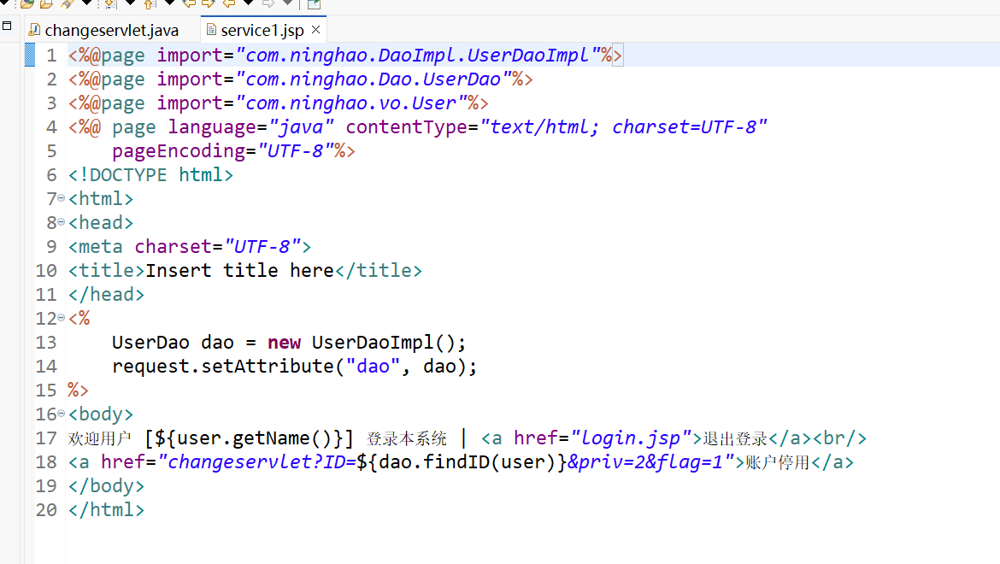 changeservlet.java service1.jsp
1 <%@page import="com.ninghao.DaoImpl.UserDaoImpl"%>
2 <%@page import="com.ninghao.Dao.UserDao"%>
3 <%@page import="com.ninghao.vo.User"%>
4 <%@ page language="java" contentType="text/html; charset=UTF-8"
5     pageEncoding="UTF-8"%>
6 <!DOCTYPE html>
7 <html>
8 <head>
9 <meta charset="UTF-8">
10 <title>Insert title here</title>
11 </head>
12 <%
13     UserDao dao = new UserDaoImpl();
14     request.setAttribute("dao", dao);
15 %>
16 <body>
17 欢迎用户 [${user.getName()}] 登录本系统 | <a href="login.jsp">退出登录</a><br/>
18 <a href="changeservlet?ID=${dao.findID(user)}&priv=2&flag=1">账户停用</a>
19 </body>
20 </html>